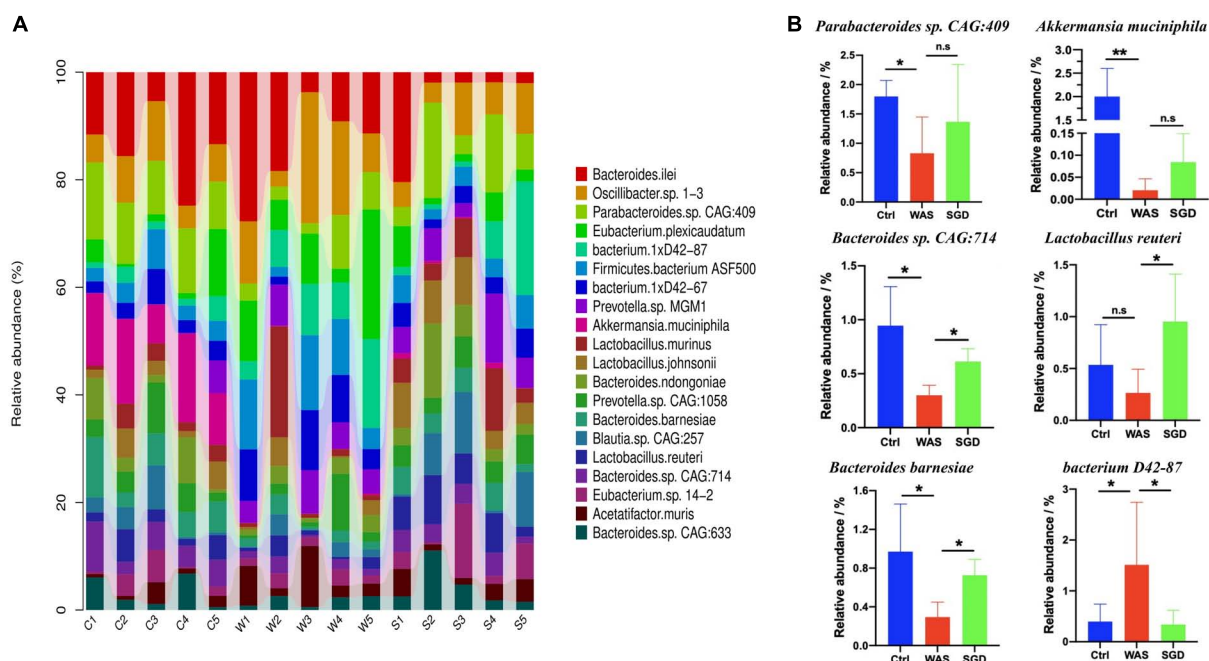 A
Relative abundance (%)
100
80
60
40
20
0
C1 C2 C3 C4 C5 W1 W2 W3 W4 W5 S1 S2 S3 S4 S5
Bacteroides.ilei
Oscillibacter.sp. 1-3
Parabacteroides.sp. CAG:409
Eubacterium.plexicaudatum
bacterium.1xD42-87
Firmicutes.bacterium ASF500
bacterium.1xD42-67
Prevotella.sp. MGM1
Akkermansia.muciniphila
Lactobacillus.murinus
Lactobacillus.johnsonii
Bacteroides.ndongoniae
Prevotella.sp. CAG:1058
Bacteroides.barnesiae
Blautia.sp. CAG:257
Lactobacillus.reuteri
Bacteroides.sp. CAG:714
Eubacterium.sp. 14-2
Acetatifactor.muris
Bacteroides.sp. CAG:633
B
Parabacteroides sp. CAG:409
Relative abundance / %
2.5
2.0
1.5
1.0
0.5
0.0
* n.s
Ctrl WAS SGD
Akkermansia muciniphila
Relative abundance / %
3.0
2.5
2.0
1.5
0.15
0.10
0.05
0.00
** n.s
Ctrl WAS SGD
Bacteroides sp. CAG:714
Relative abundance / %
1.5
1.0
0.5
0.0
* *
Ctrl WAS SGD
Lactobacillus reuteri
Relative abundance / %
1.5
1.0
0.5
0.0
n.s *
Ctrl WAS SGD
Bacteroides barnesiae
Relative abundance / %
1.6
1.2
0.8
0.4
0.0
* *
Ctrl WAS SGD
bacterium D42-87
Relative abundance / %
3
2
1
0
* *
Ctrl WAS SGD